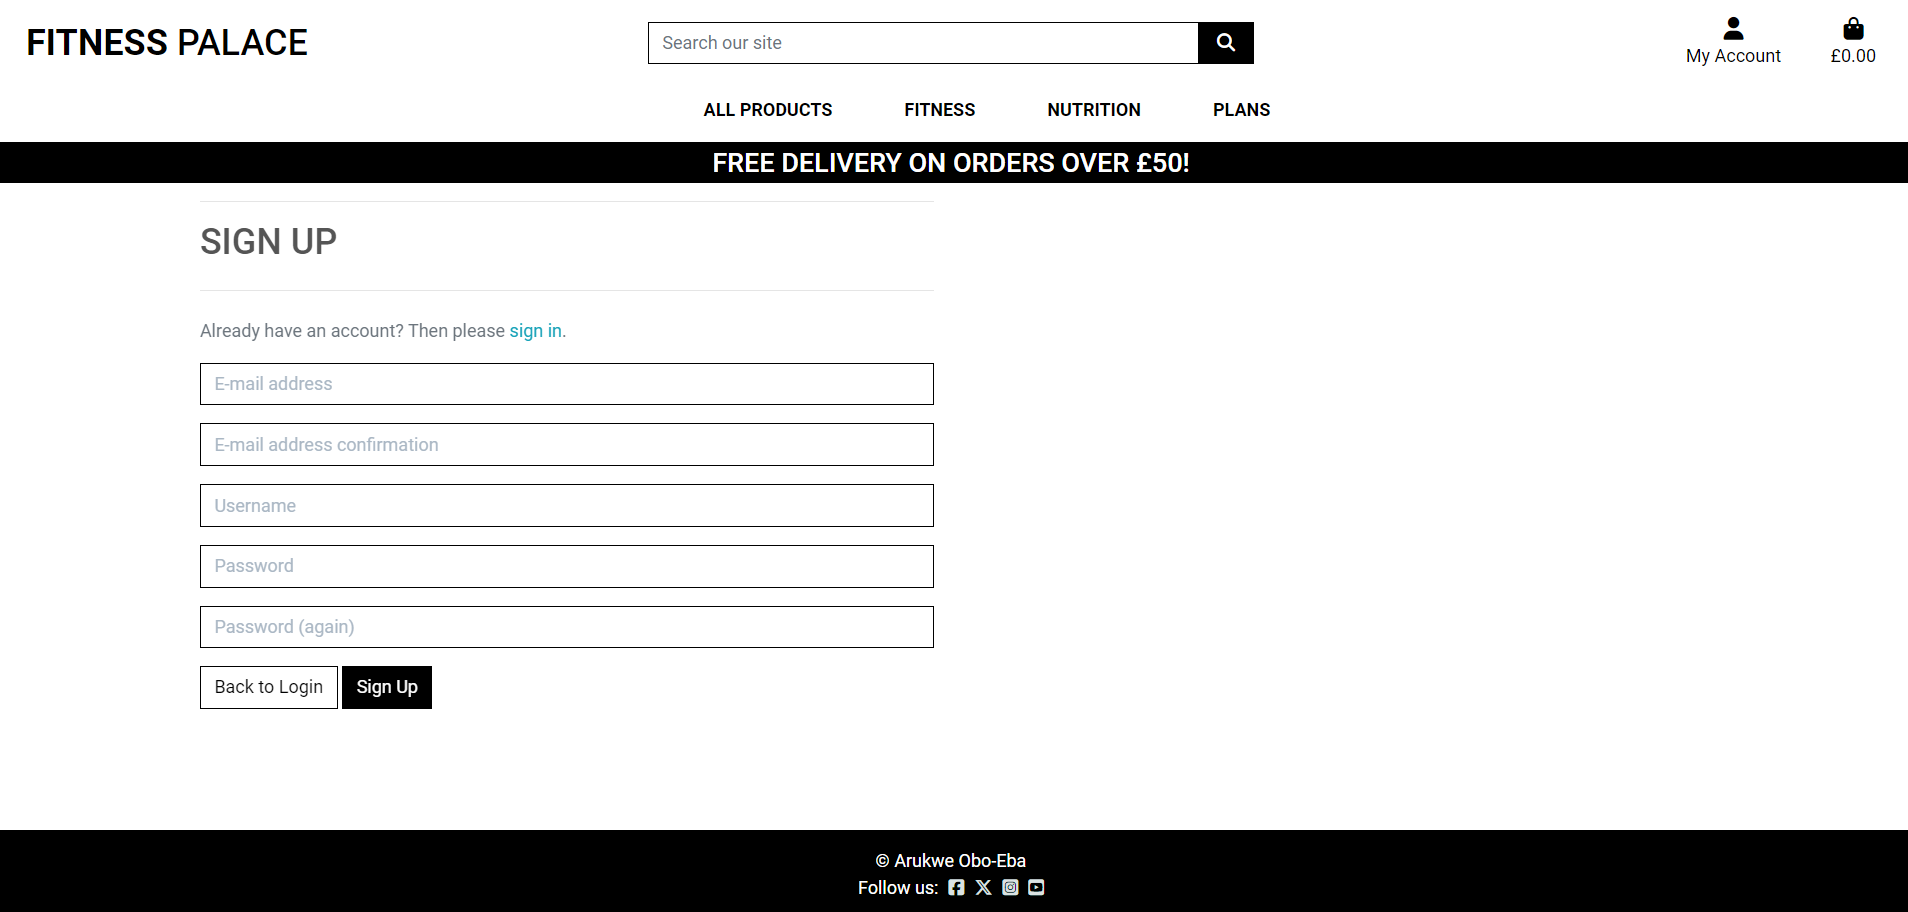 FITNESS PALACE
Search our site
My Account
£0.00
ALL PRODUCTS FITNESS NUTRITION PLANS
FREE DELIVERY ON ORDERS OVER £50!
SIGN UP
Already have an account? Then please sign in.
E-mail address
E-mail address confirmation
Username
Password
Password (again)
Back to Login Sign Up
© Arukwe Obo-Eba
Follow us: